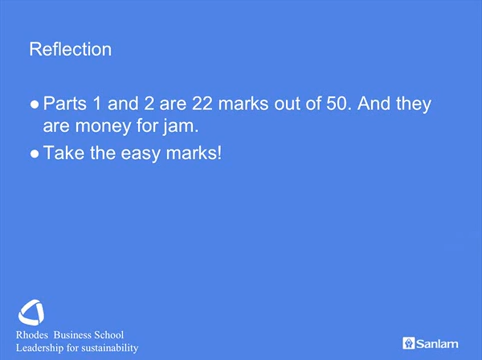 Reflection
●Parts 1 and 2 are 22 marks out of 50. And they
are money for jam.
●Take the easy marks!
Rhodes Business School
Leadership for sustainability
Sanlam